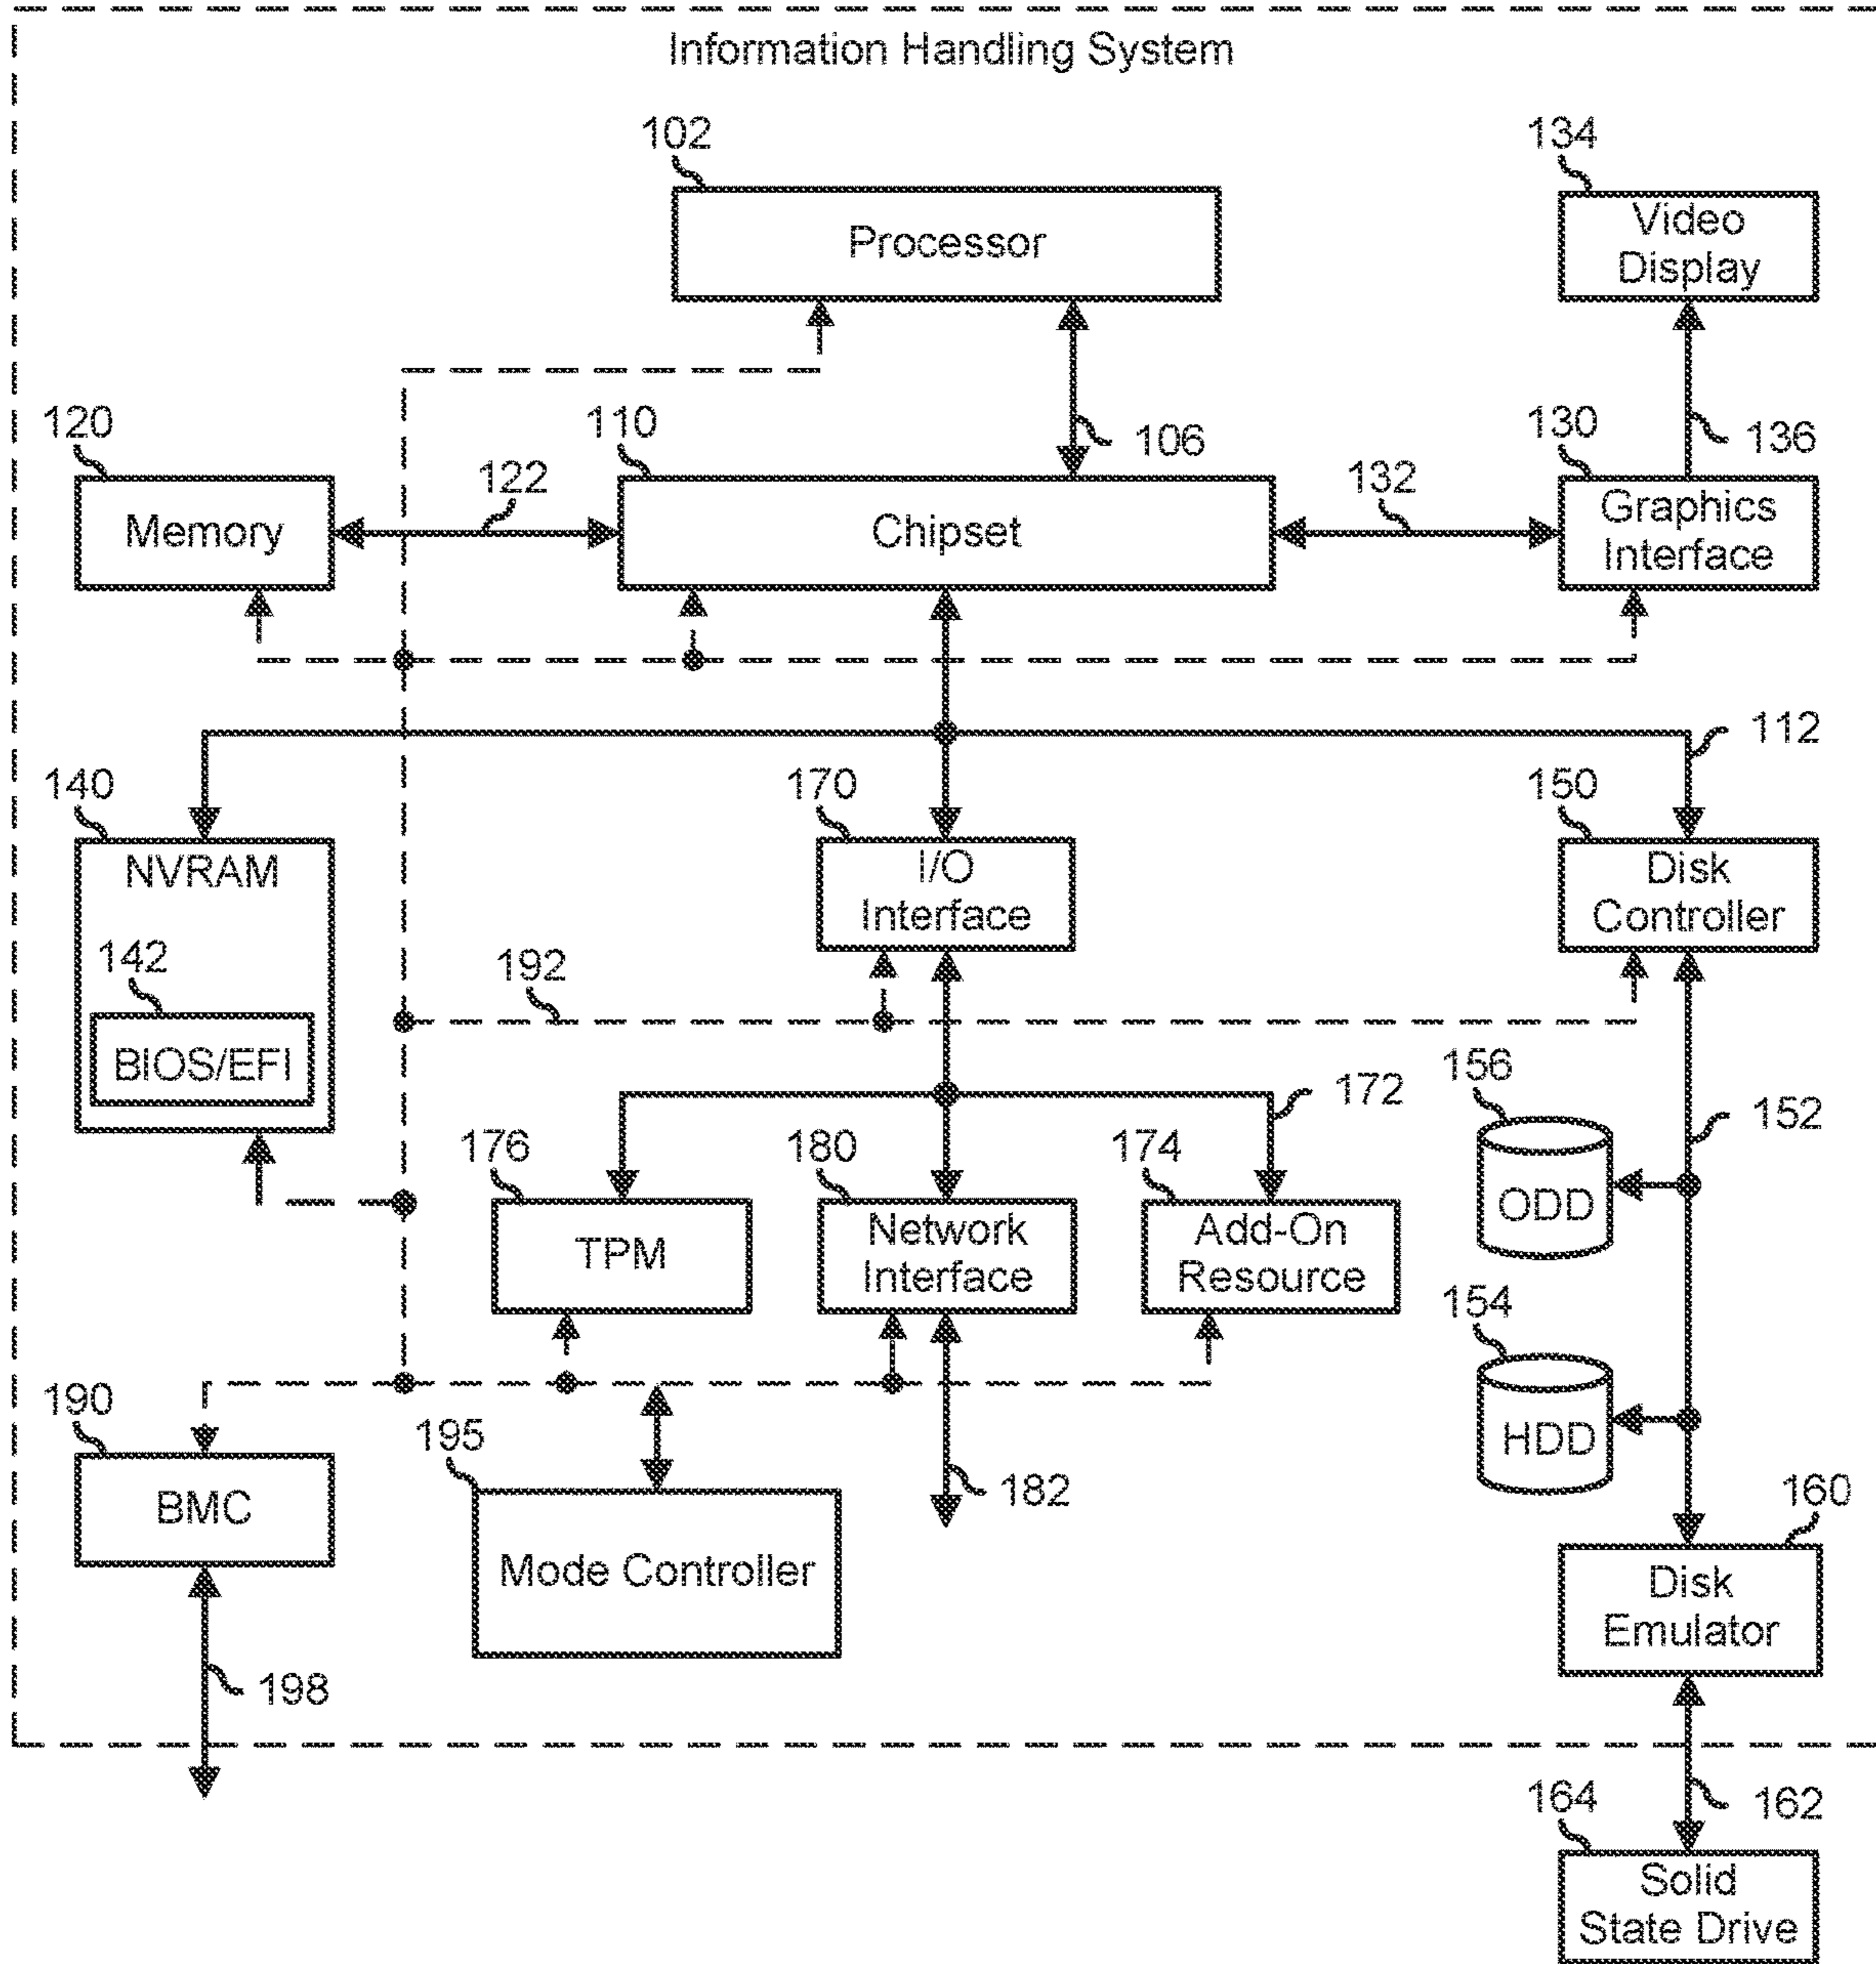 Information Handling System
102
134
Processor
Video
Display
120
110
106
130
136
122
132
Memory
Chipset
Graphics
Interface
112
140
170
150
NVRAM
I/O
Interface
Disk
Controller
142
192
BIOS/EFI
156
172
152
176
180
174
ODD
TPM
Network
Interface
Add-On
Resource
154
190
195
HDD
BMC
182
160
Mode Controller
Disk
Emulator
198
164
162
Solid
State Drive